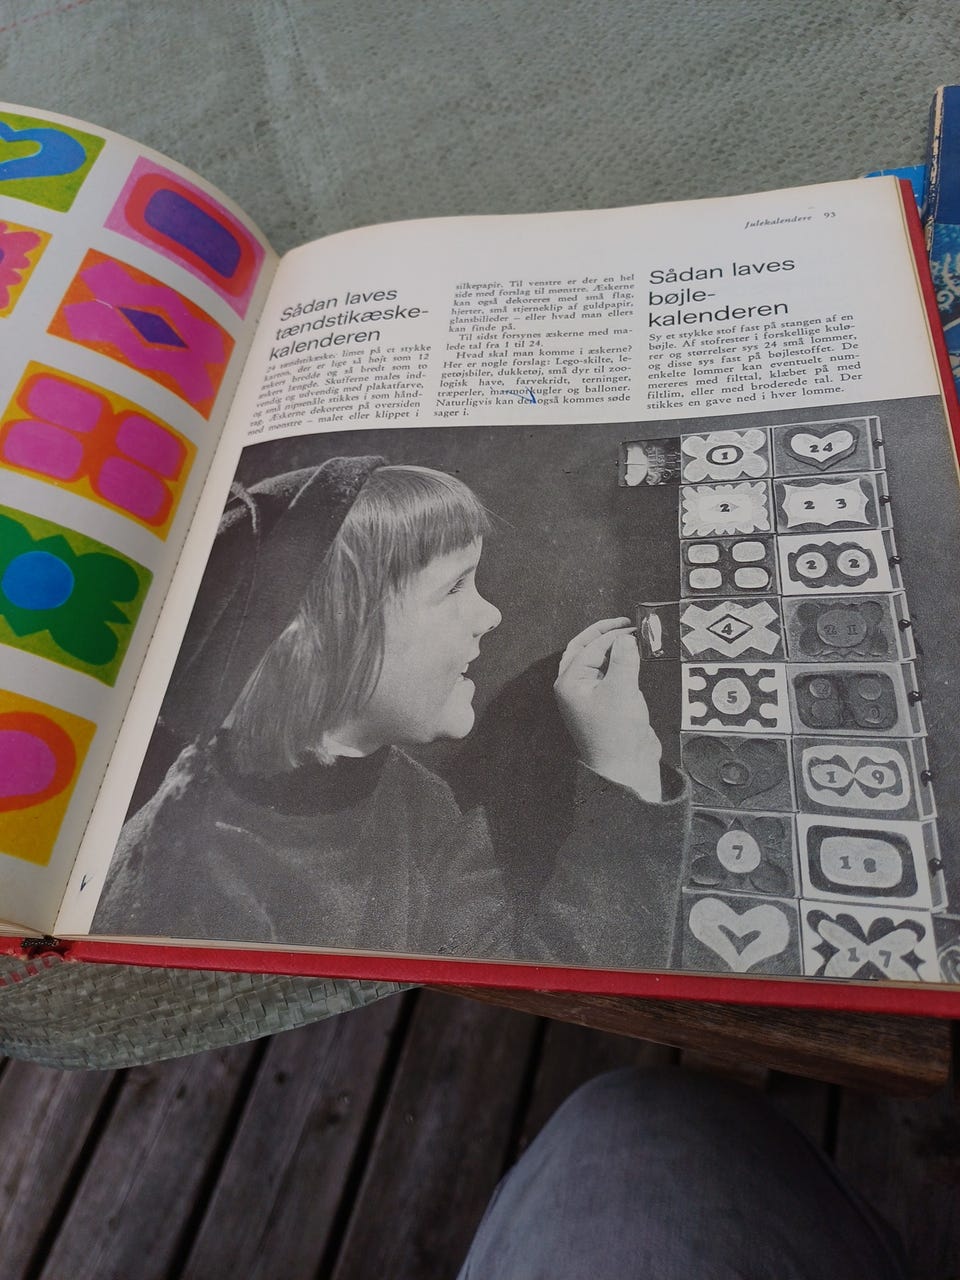 Julekalendere 93
Sådan laves
tændstikæske-
kalenderen
24 tændstikæske. limes på et stykke
karton, der er lige så højt som 12
æskers bredde og så bredt som to
æskers længde. Skufferne males ind-
vendig og udvendig med plakatfarve,
og små nipsenåle stikkes i som hånd-
tag. Æskerne dekoreres på oversiden
med mønstre – malet eller klippet i
silkepapir. Til venstre er der en hel
side med forslag til mønstre. Æskerne
kan også dekoreres med små flag,
hjerter, små stjerneklip af guldpapir,
glansbilleder – eller hvad man ellers
kan finde på.
Til sidst forsynes æskerne med ma-
lede tal fra 1 til 24.
Hvad skal man komme i æskerne?
Her er nogle forslag: Lego-skilte, le-
getøjsbiler, dukketøj, små dyr til zoo-
logisk have, farvekridt, terninger,
træperler, marmorkugler og balloner.
Naturligvis kan der også kommes søde
sager i.
Sådan laves
bøjle-
kalenderen
Sy et stykke stof fast på stangen af en
bøjle. Af stofrester i forskellige kulø-
rer og størrelser sys 24 små lommer,
og disse sys fast på bøjlestoffet. De
enkelte lommer kan eventuelt num-
mereres med filttal, klæbet på med
filtlim, eller med broderede tal. Der
stikkes en gave ned i hver lomme.
1 24
2 23
22
4 21
5
19
7 18
17